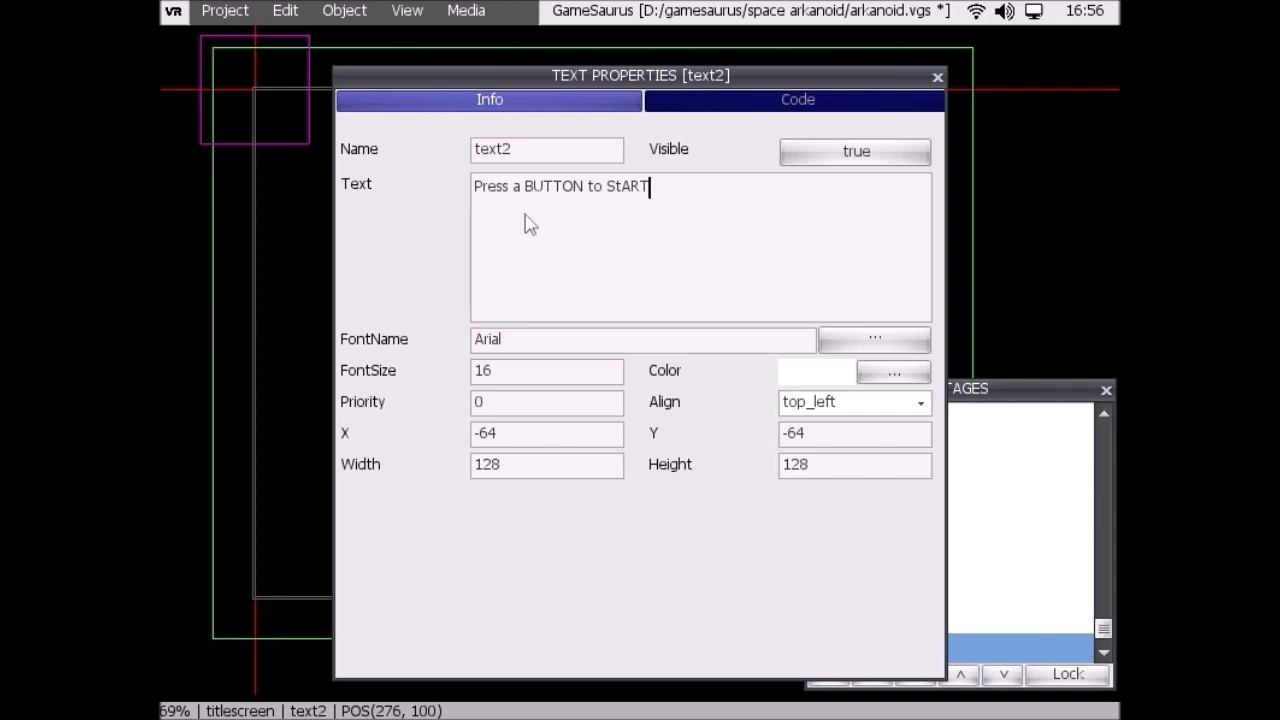 VR Project Edit Object View Media GameSaurus [D:/gamesaurus/space arkanoid/arkanoid.vgs *] 16:56
TEXT PROPERTIES [text2] x
Info Code
Name text2 Visible true
Text Press a BUTTON to StART
FontName Arial ...
FontSize 16 Color ...
Priority 0 Align top_left
X -64 Y -64
TAGES x
Width 128 Height 128
Lock
69% | titlescreen | text2 | POS(276, 100)